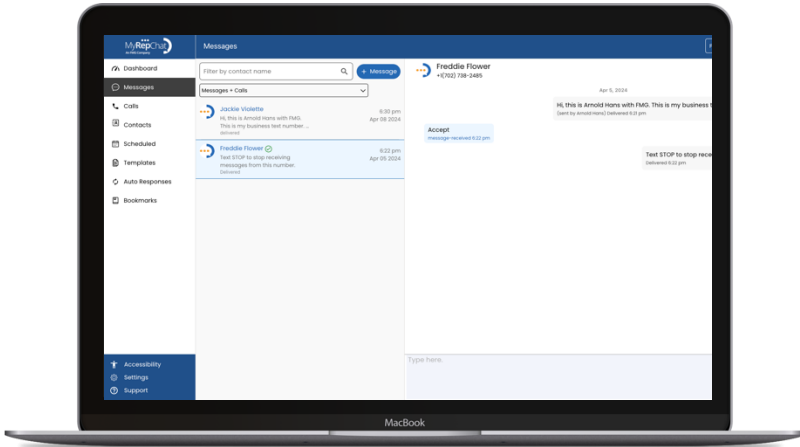 MyRepChat
an FMG Company
Messages
Dashboard
Messages
Calls
Contacts
Scheduled
Templates
Auto Responses
Bookmarks
Accessibility
Settings
Support
Filter by contact name
+ Message
Messages + Calls
Jackie Violette
6:30 pm
Hi, this is Arnold Hans with FMG.
Apr 08 2024
This is my business text number. ...
delivered
Freddie Flower
6:22 pm
Text STOP to stop receiving
Apr 05 2024
messages from this number.
Delivered
Freddie Flower
+1(702) 738-2485
Apr 5, 2024
Hi, this is Arnold Hans with FMG. This is my business t
(sent by Arnold Hans) Delivered 6:21 pm
Accept
message received 6:22 pm
Text STOP to stop rece
Delivered 6:22 pm
Type here
MacBook